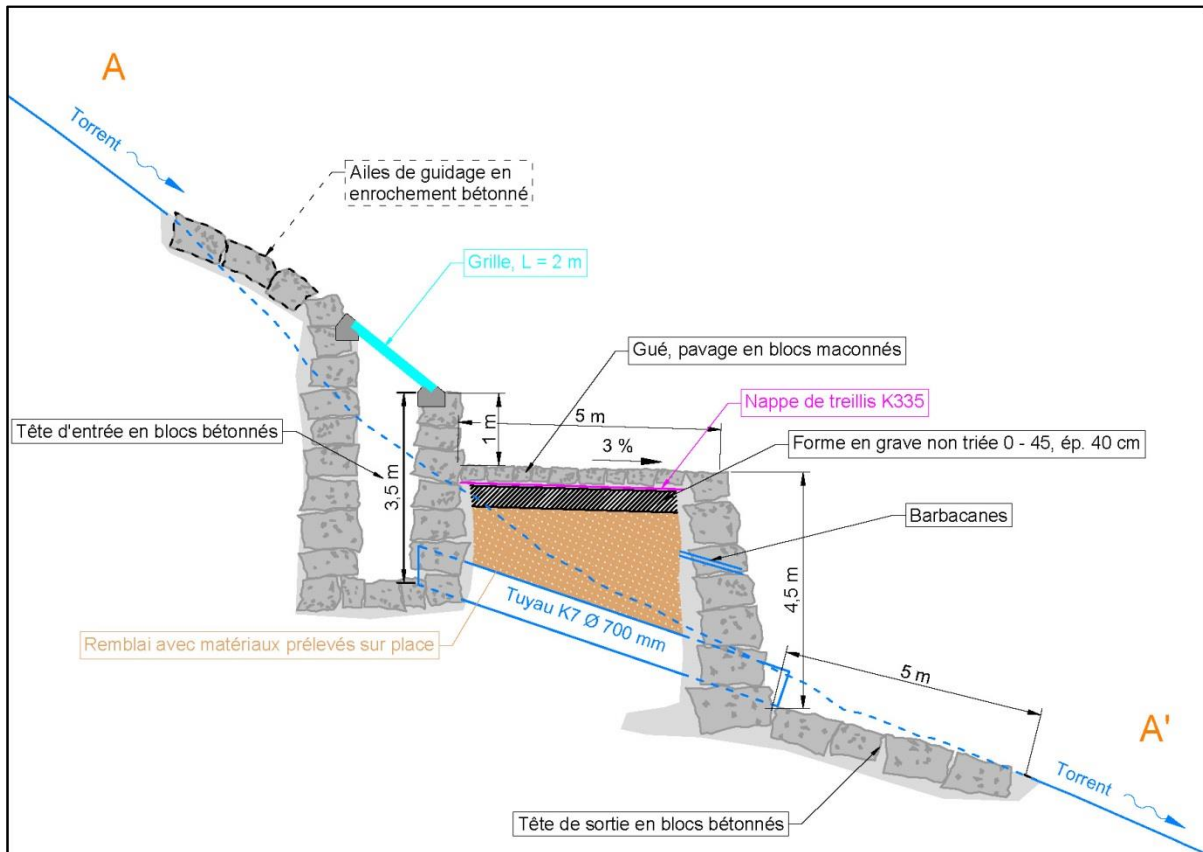 A
Torrent
Ailes de guidage en
enrochement bétonné
Grille, L = 2 m
Gué, pavage en blocs maconnés
Nappe de treillis K335
5 m
1 m
3 %
Forme en grave non triée 0 - 45, ép. 40 cm
Tête d'entrée en blocs bétonnés
3,5 m
Barbacanes
4,5 m
Tuyau K7 Ø 700 mm
Remblai avec matériaux prélevés sur place
5 m
A'
Torrent
Tête de sortie en blocs bétonnés